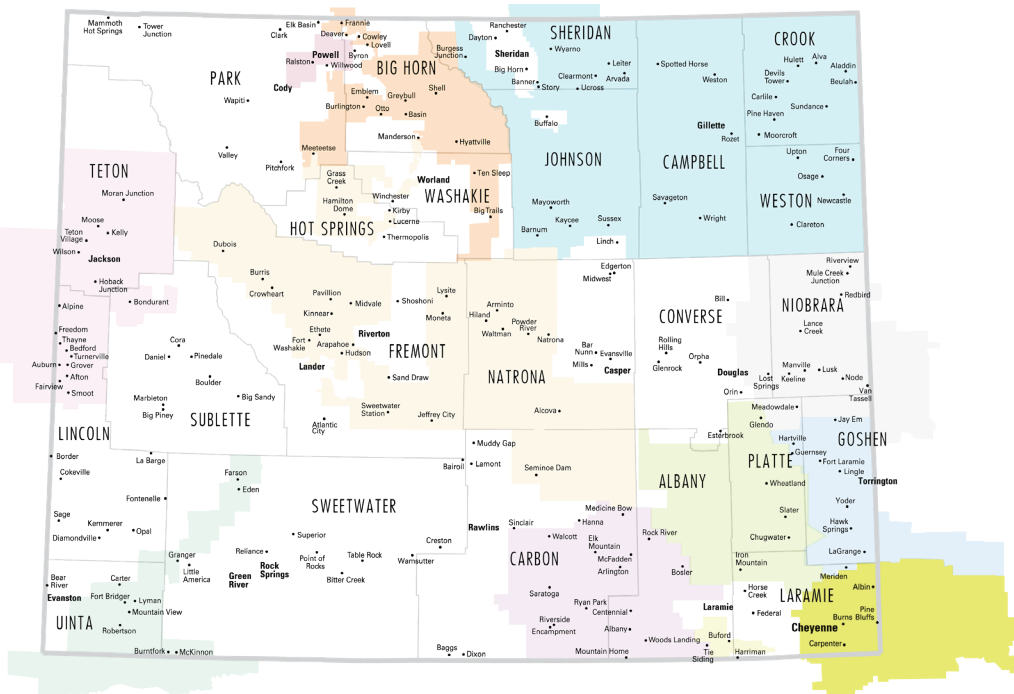 Mammoth
Hot Springs
Tower
Junction
Elk Basin
Clark
Frannie
Deaver
Cowley
Lovell
Byron
Powell
Ralston
Willwood
Cody
PARK
Wapiti
Valley
Pitchfork
Meeteetse
BIG HORN
Burgess
Junction
Emblem
Greybull
Shell
Burlington
Otto
Basin
Manderson
Hyattville
Ranchester
Dayton
SHERIDAN
Sheridan
Wyarno
Big Horn
Leiter
Clearmont
Arvada
Banner
Story
Ucross
Buffalo
JOHNSON
Mayoworth
Kaycee
Sussex
Barnum
Linch
Spotted Horse
Weston
Gillette
Rozet
CAMPBELL
Savageton
Wright
CROOK
Hulett
Alva
Aladdin
Devils
Tower
Beulah
Carlile
Sundance
Pine Haven
Moorcroft
Upton
Four
Corners
Osage
WESTON
Newcastle
Clareton
TETON
Moran Junction
Moose
Teton
Village
Kelly
Wilson
Jackson
Hoback
Junction
Grass
Creek
Hamilton
Dome
HOT SPRINGS
Worland
Winchester
Kirby
Lucerne
Thermopolis
WASHAKIE
Ten Sleep
Big Trails
Alpine
Bondurant
Freedom
Thayne
Bedford
Turnerville
Auburn
Grover
Afton
Fairview
Smoot
LINCOLN
Border
Cokeville
La Barge
Fontenelle
Sage
Kemmerer
Opal
Diamondville
Cora
Daniel
Pinedale
Boulder
Marbleton
Big Piney
Big Sandy
SUBLETTE
Dubois
Burris
Crowheart
Pavillion
Midvale
Kinnear
Ethete
Fort
Washakie
Arapahoe
Riverton
Hudson
Lander
Shoshoni
Lysite
Moneta
FREMONT
Sand Draw
Sweetwater
Station
Jeffrey City
Atlantic
City
Arminto
Hiland
Waltman
Powder
River
Natrona
NATRONA
Edgerton
Midwest
Bar
Nunn
Evansville
Mills
Casper
Alcova
CONVERSE
Bill
Rolling
Hills
Glenrock
Orpha
Douglas
Orin
Esterbrook
NIOBRARA
Riverview
Mule Creek
Junction
Redbird
Lance
Creek
Manville
Lusk
Lost
Springs
Keeline
Node
Van
Tassell
Farson
Eden
SWEETWATER
Superior
Reliance
Rock
Springs
Green
River
Point of
Rocks
Table Rock
Bitter Creek
Wamsutter
Creston
Bairoil
Granger
Little
America
McKinnon
Muddy Gap
Lamont
Seminoe Dam
Rawlins
Sinclair
Medicine Bow
Hanna
Walcott
Elk
Mountain
McFadden
Arlington
CARBON
Saratoga
Ryan Park
Riverside
Encampment
Baggs
Dixon
ALBANY
Rock River
Bosler
Centennial
Albany
Laramie
Woods Landing
Mountain Home
Tie
Siding
Buford
Harriman
PLATTE
Meadowdale
Glendo
Hartville
Guernsey
Wheatland
Slater
Chugwater
GOSHEN
Jay Em
Fort Laramie
Lingle
Torrington
Yoder
Hawk
Springs
LaGrange
LARAMIE
Iron
Mountain
Horse
Creek
Federal
Meriden
Albin
Pine
Bluffs
Burns
Cheyenne
Carpenter
UINTA
Bear
River
Evanston
Carter
Fort Bridger
Lyman
Mountain View
Robertson
Burntfork